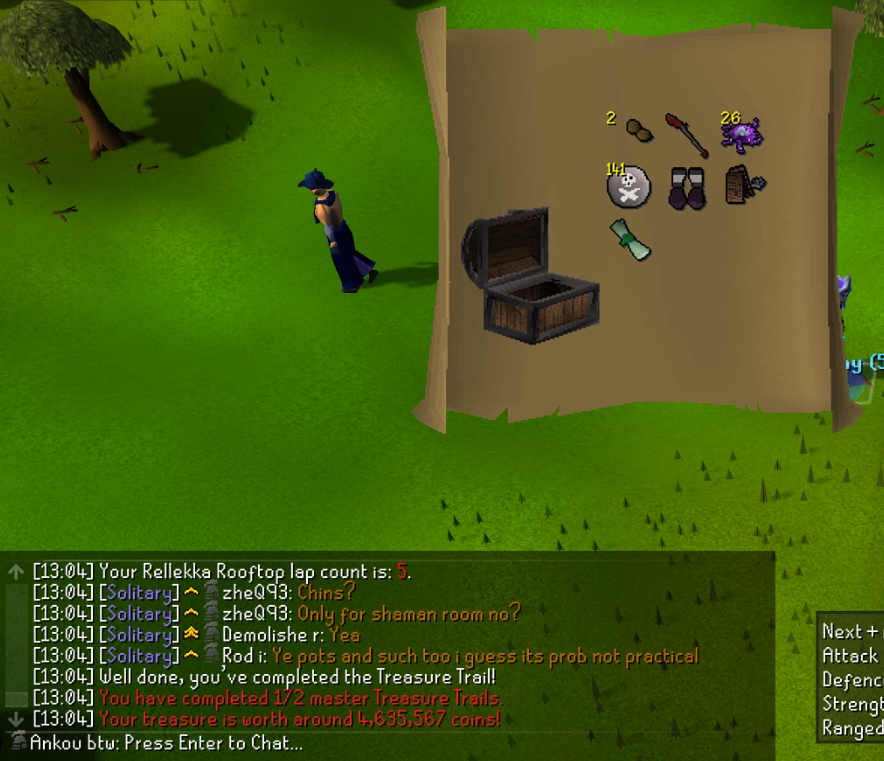 2
26
141
ny (5
[13:04] Your Rellekka Rooftop lap count is: 5.
[13:04] [Solitary] zheQ93: Chins?
[13:04] [Solitary] zheQ93: Only for shaman room no?
[13:04] [Solitary] Demolishe r: Yea
[13:04] [Solitary] Rod i: Ye pots and such too i guess its prob not practical
[13:04] Well done, you've completed the Treasure Trail!
[13:04] You have completed 172 master Treasure Trails.
[13:04] Your treasure is worth around 4,635,567 coins!
Ankou btw: Press Enter to Chat...
Next +
Attack
Defenc
Strengt
Ranged